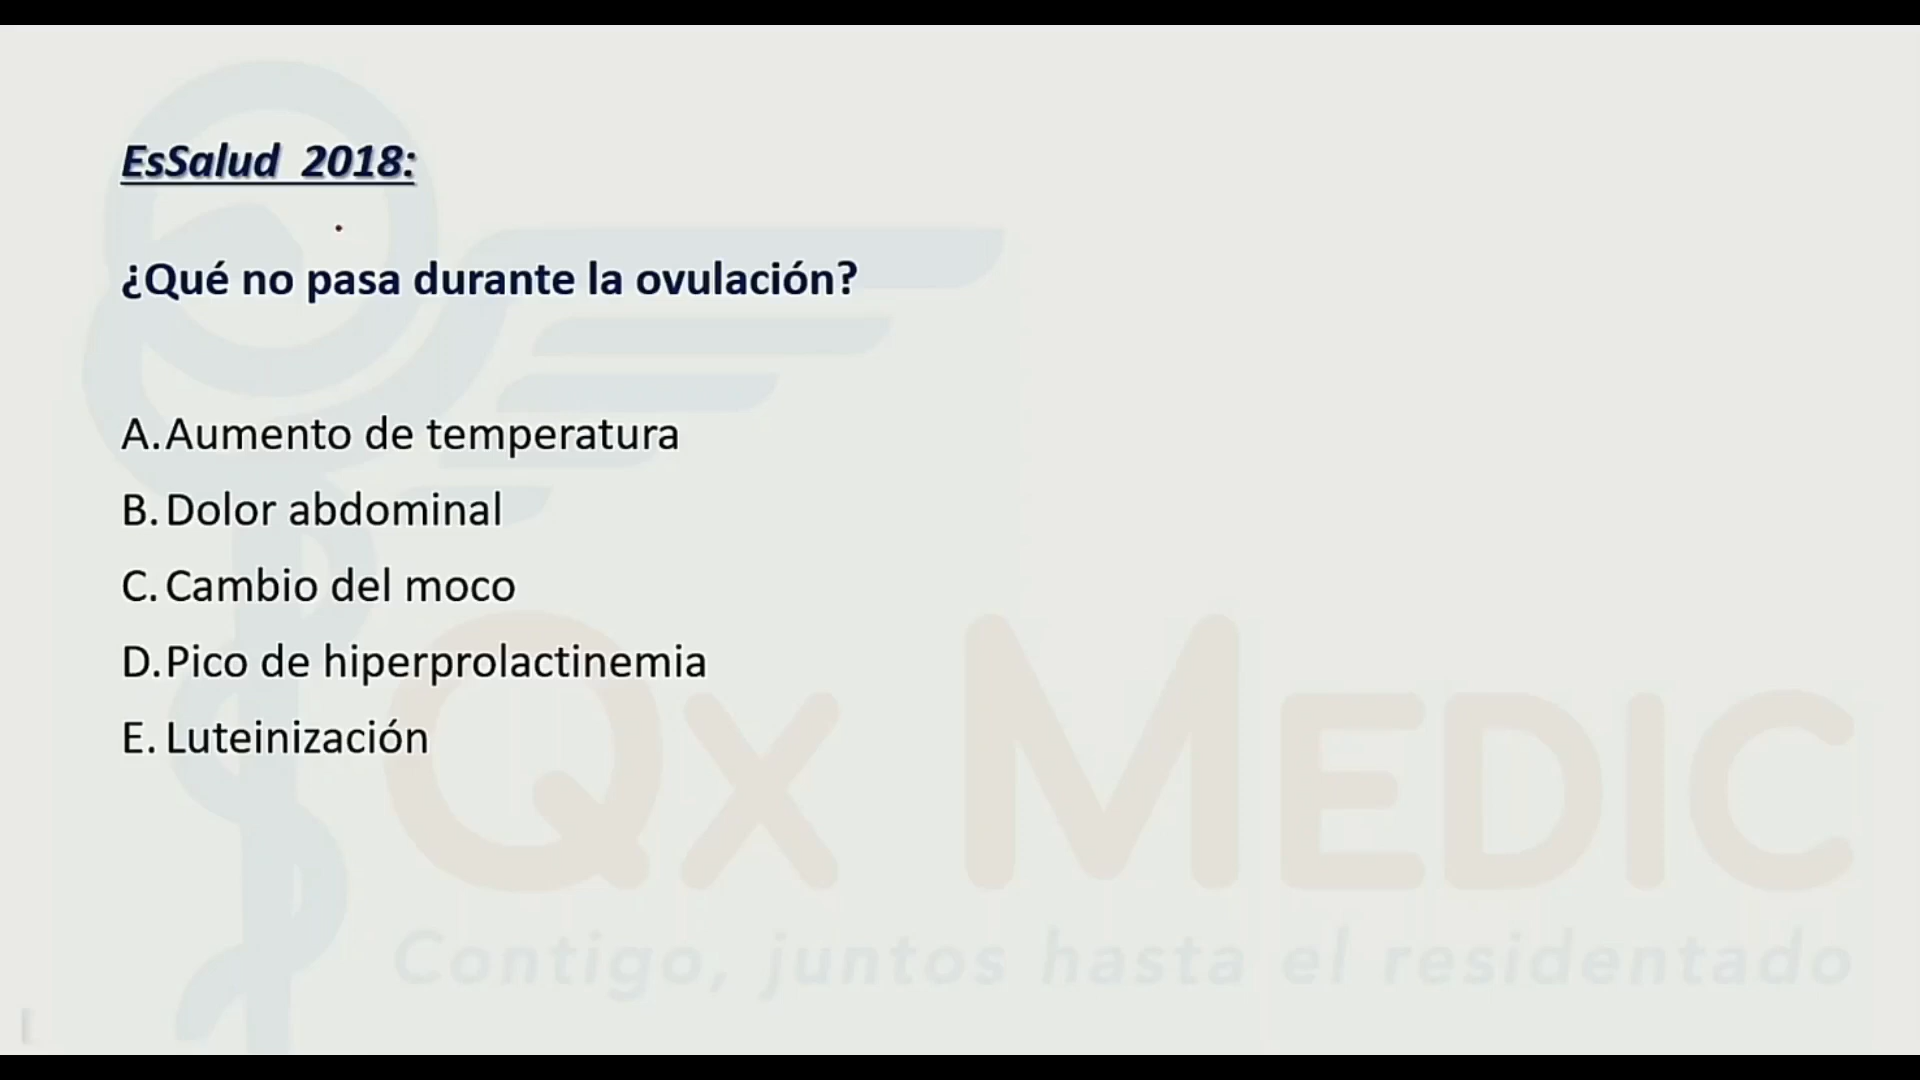 EsSalud 2018:
¿Qué no pasa durante la ovulación?
A. Aumento de temperatura
B. Dolor abdominal
C. Cambio del moco
D. Pico de hiperprolactinemia
E. Luteinización
Qx MEDIC
Contigo, juntos hasta el residentado